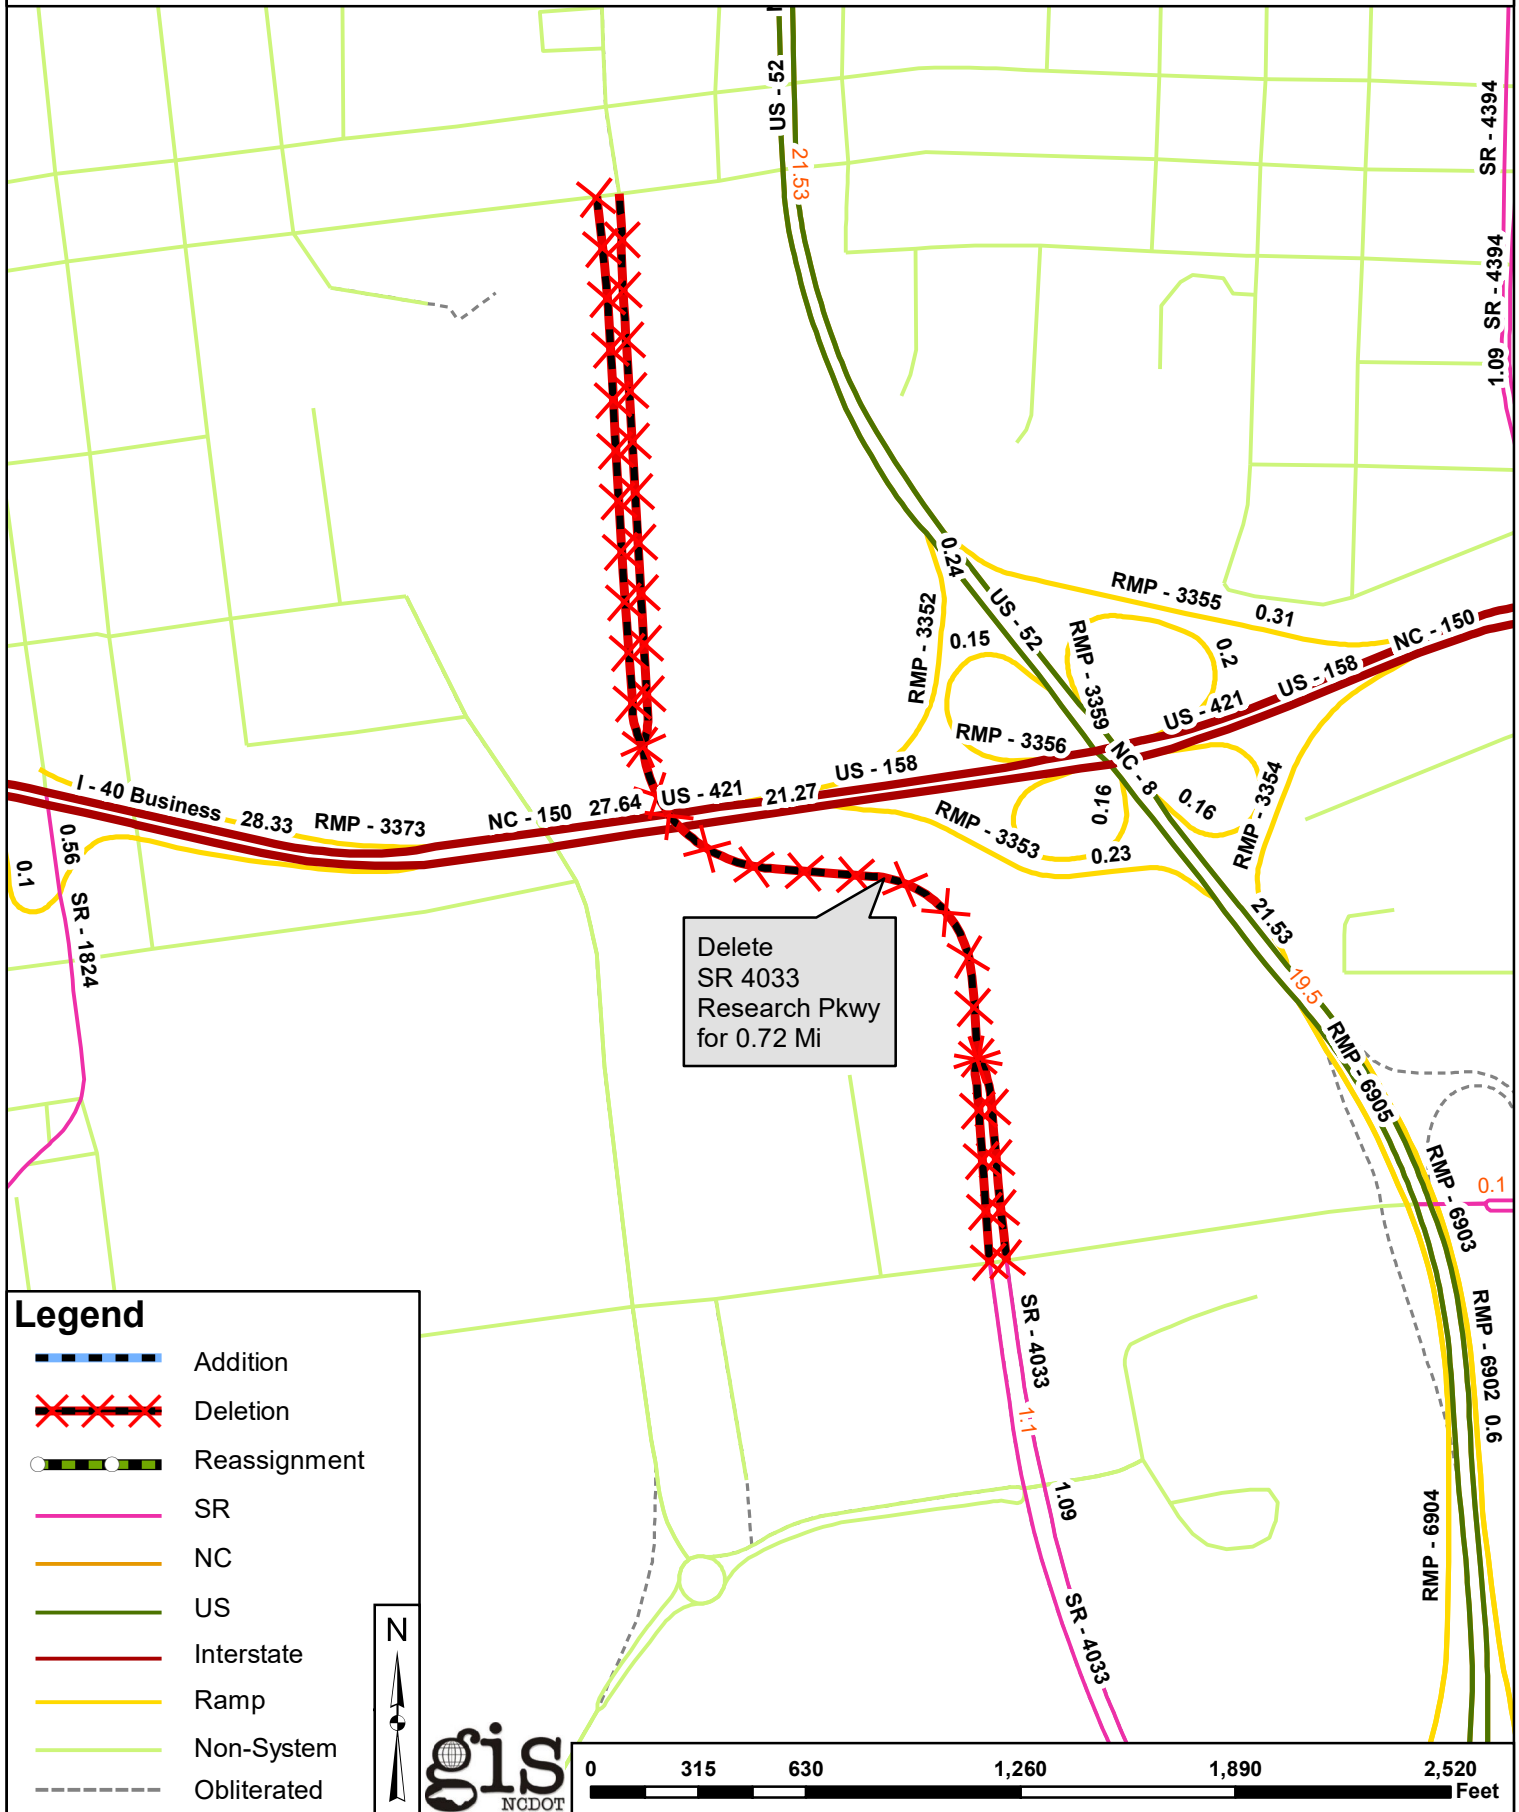 US - 52
21.53
SR - 4394
SR - 4394
1.09
0.24
US - 52
RMP - 3355
0.31
RMP - 3352
0.15
RMP - 3359
0.2
NC - 150
US - 158
US - 421
RMP - 3356
NC - 8
US - 158
US - 421
21.27
I - 40 Business
28.33
RMP - 3373
NC - 150
27.64
RMP - 3353
0.16
0.23
0.16
RMP - 3354
0.56
0.1
SR - 1824
21.53
19.5
Delete
SR 4033
Research Pkwy
for 0.72 Mi
RMP - 6905
RMP - 6903
0.1
SR - 4033
1.1
RMP - 6902
0.6
1.09
RMP - 6904
SR - 4033
Legend
Addition
Deletion
Reassignment
SR
NC
US
Interstate
Ramp
Non-System
Obliterated
N
gis
NCDOT
0 315 630 1,260 1,890 2,520
Feet